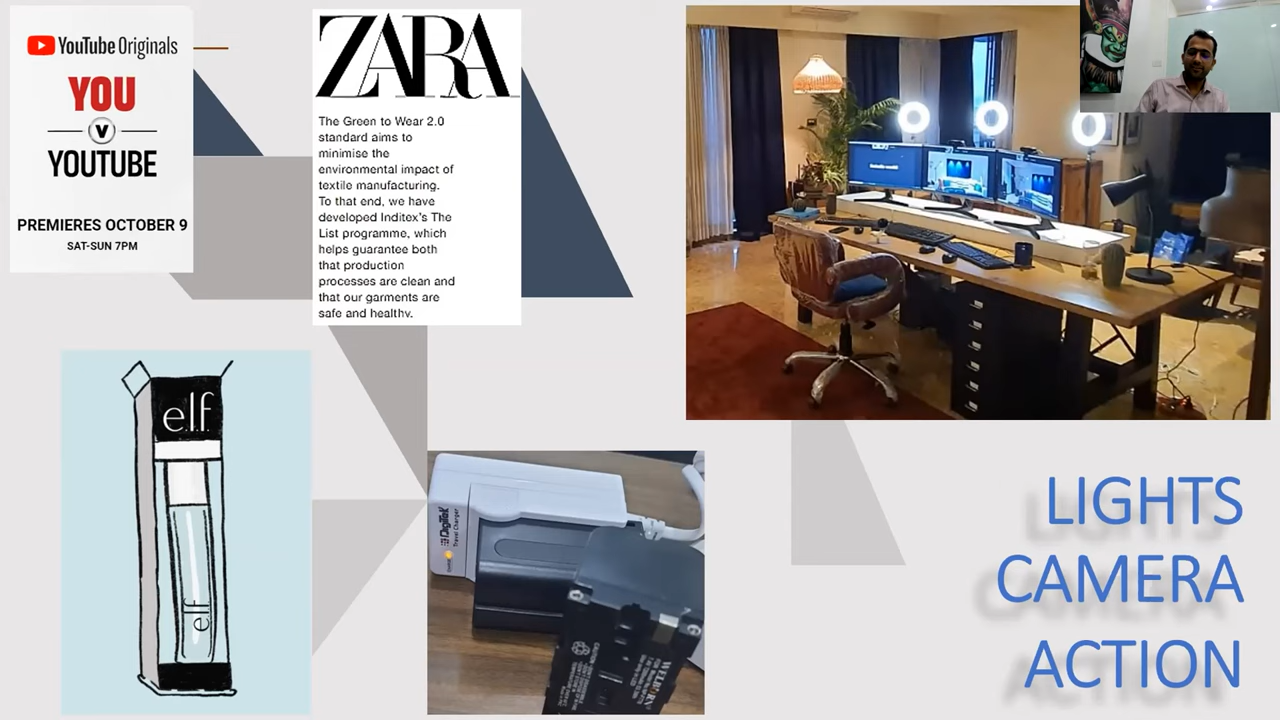 YouTube Originals
YOU
V
YOUTUBE
PREMIERES OCTOBER 9
SAT-SUN 7PM
ZARA
The Green to Wear 2.0
standard aims to
minimise the
environmental impact of
textile manufacturing.
To that end, we have
developed Inditex's The
List programme, which
helps guarantee both
that production
processes are clean and
that our garments are
safe and healthy.
e.l.f.
elf
DIGITEK
Travel Charger
WELBORN
LIGHTS
CAMERA
ACTION